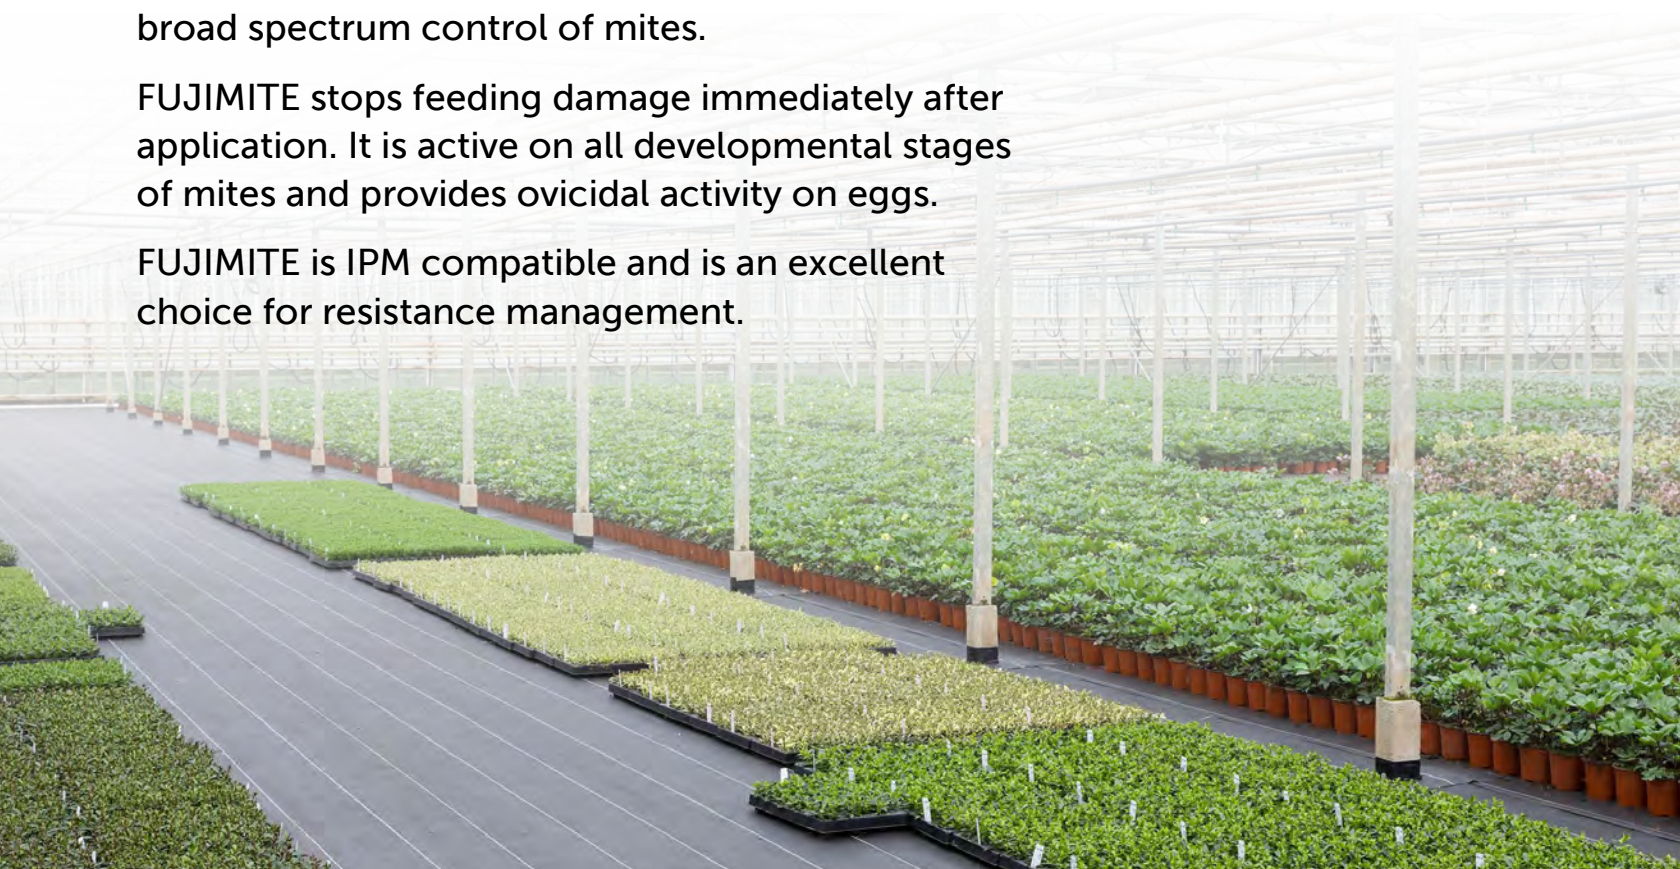 broad spectrum control of mites.
FUJIMITE stops feeding damage immediately after
application. It is active on all developmental stages
of mites and provides ovicidal activity on eggs.
FUJIMITE is IPM compatible and is an excellent
choice for resistance management.